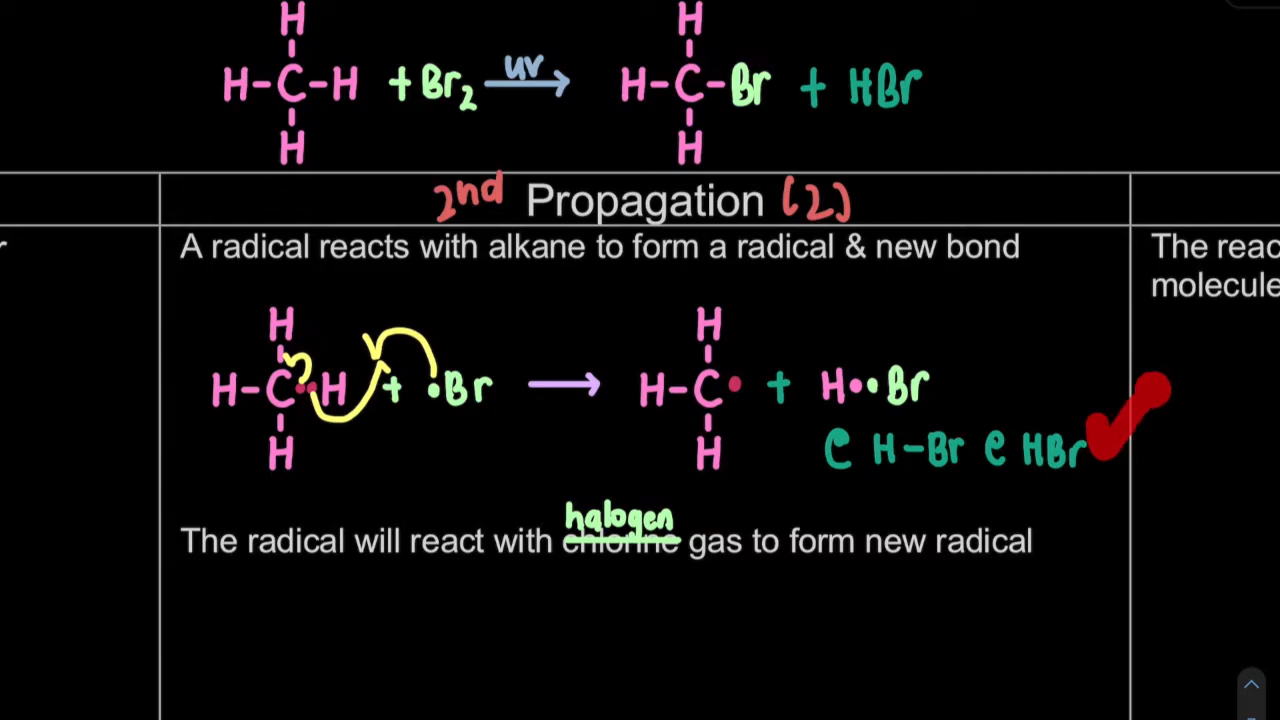 H
H-C-H + Br2 uv → H-C-Br + HBr
H
H
H
2nd Propagation (2)
r
A radical reacts with alkane to form a radical & new bond
The reac
molecule
H
H
H-C••H + •Br → H-C• + H••Br
H
H
e H-Br e HBr
halogen
The radical will react with chlorine gas to form new radical